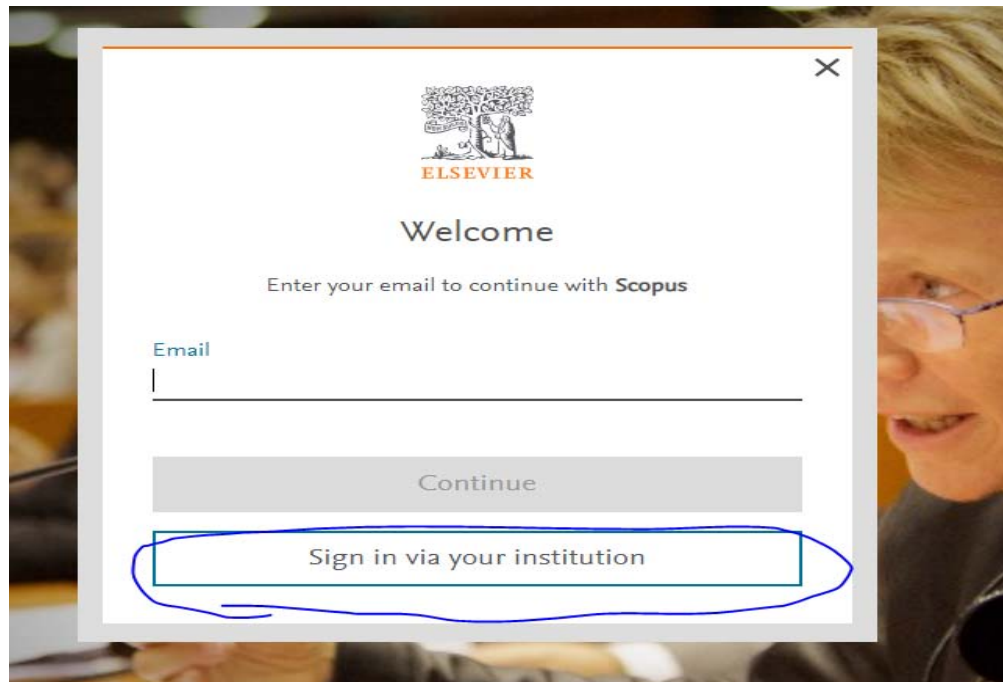 ELSEVIER
Welcome
Enter your email to continue with Scopus
Email
Continue
Sign in via your institution